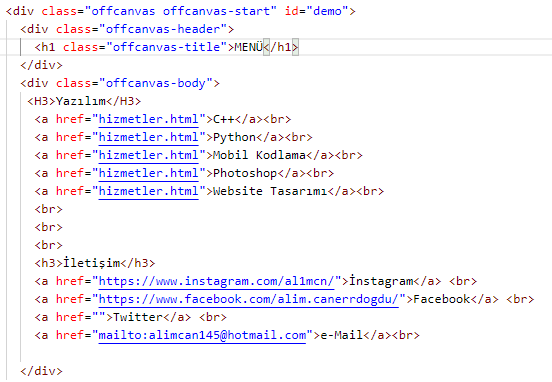 <div class="offcanvas offcanvas-start" id="demo">
<div class="offcanvas-header">
<h1 class="offcanvas-title">MENÜ</h1>
</div>
<div class="offcanvas-body">
<H3>Yazılım</H3>
<a href="hizmetler.html">C++</a><br>
<a href="hizmetler.html">Python</a><br>
<a href="hizmetler.html">Mobil Kodlama</a><br>
<a href="hizmetler.html">Photoshop</a><br>
<a href="hizmetler.html">Website Tasarımı</a><br>
<br>
<br>
<br>
<h3>İletişim</h3>
<a href="https://www.instagram.com/al1mcn/">İnstagram</a> <br>
<a href="https://www.facebook.com/alim.canerrdogdu/">Facebook</a> <br>
<a href="">Twitter</a> <br>
<a href="mailto:alimcan145@hotmail.com">e-Mail</a><br>
</div>